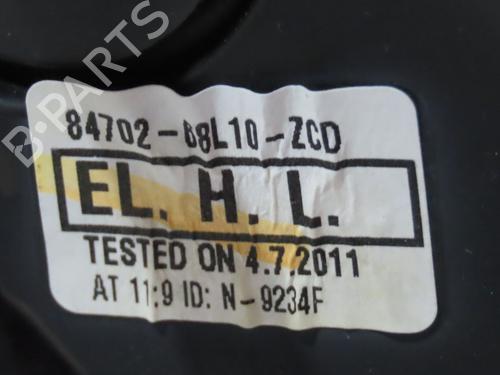 B-PARTS
84702-68L10-ZCD
EL. H. L.
TESTED ON 4.7.2011
AT 11:9 ID: N-9234F